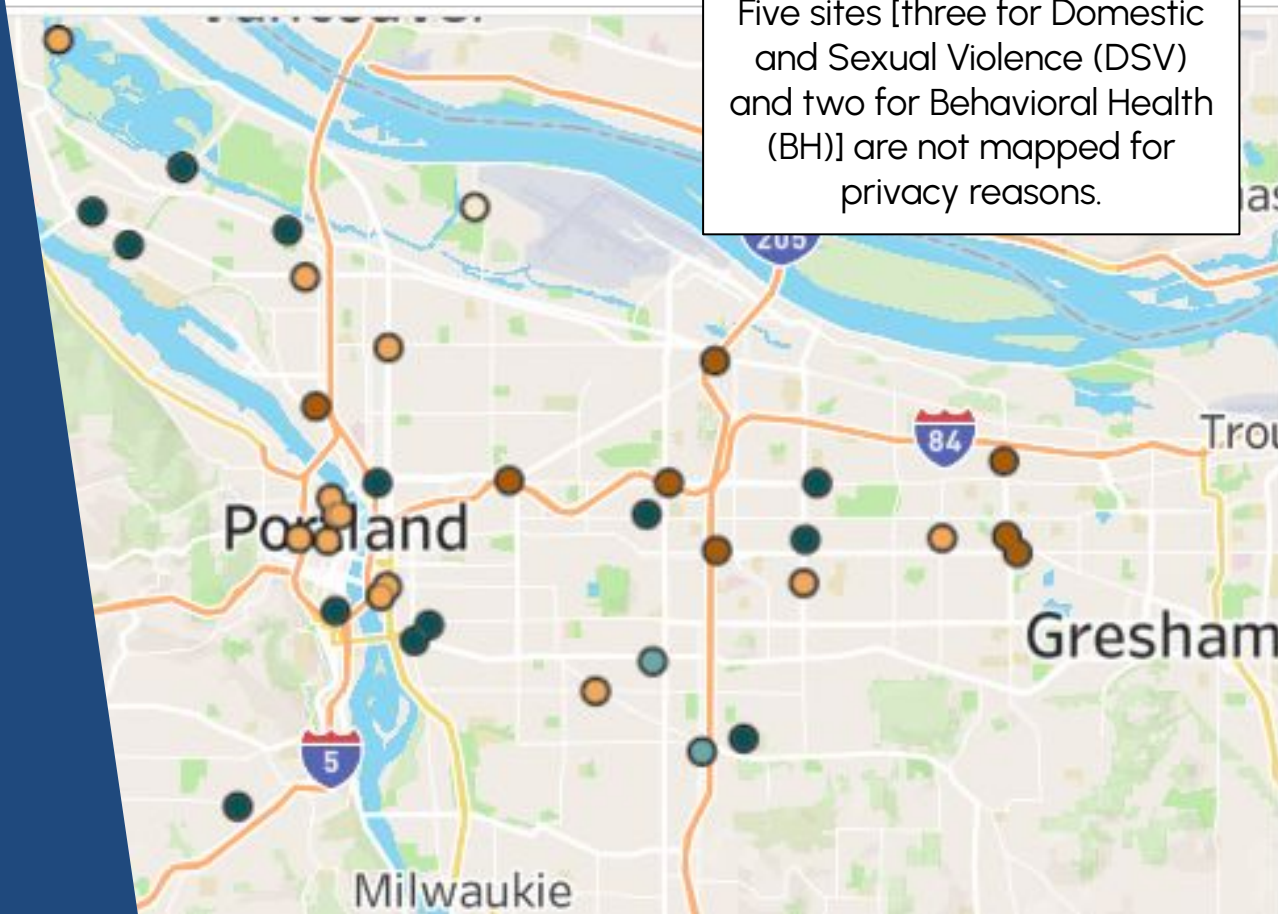 Five sites [three for Domestic
and Sexual Violence (DSV)
and two for Behavioral Health
(BH)] are not mapped for
privacy reasons.
205
84
Portland
Gresham
5
Milwaukie